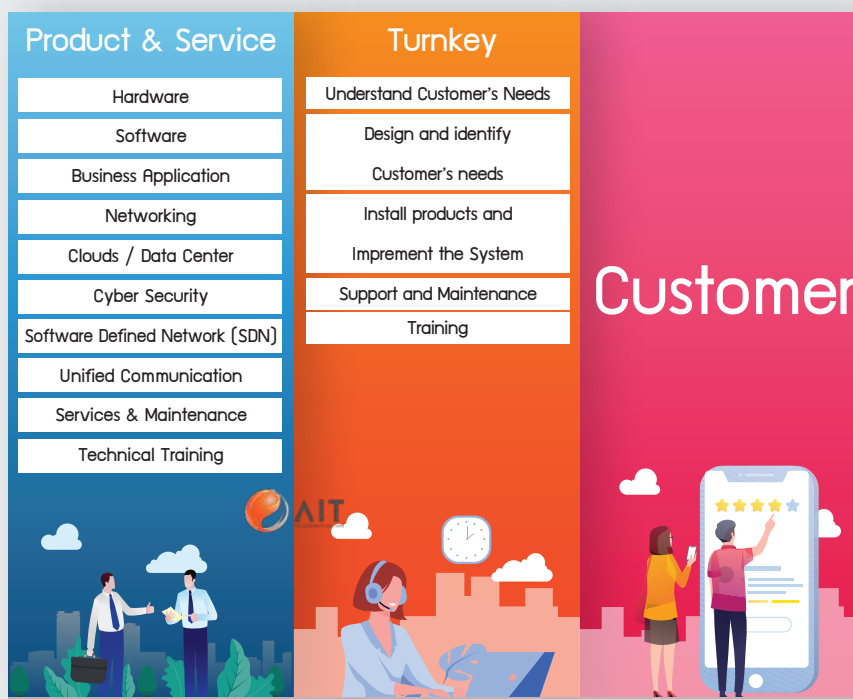 Product & Service
Hardware
Software
Business Application
Networking
Clouds / Data Center
Cyber Security
Software Defined Network (SDN)
Unified Communication
Services & Maintenance
Technical Training
Turnkey
Understand Customer's Needs
Design and identify
Customer's needs
Install products and
Imprement the System
Support and Maintenance
Training
AIT
Customer